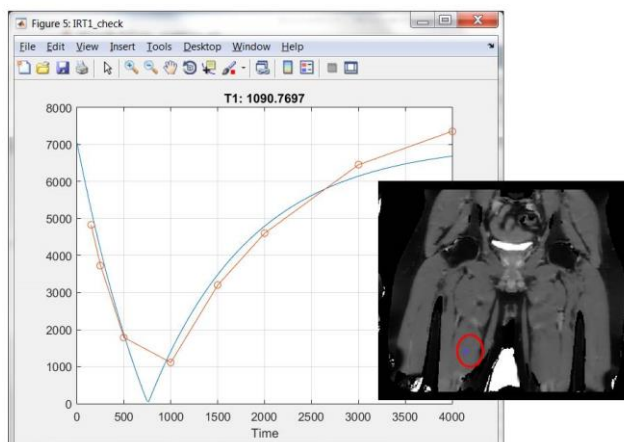 Figure 5: IRT1_check
File Edit View Insert Tools Desktop Window Help
T1: 1090.7697
8000
7000
6000
5000
4000
3000
2000
1000
0
0 500 1000 1500 2000 2500 3000 3500 4000
Time